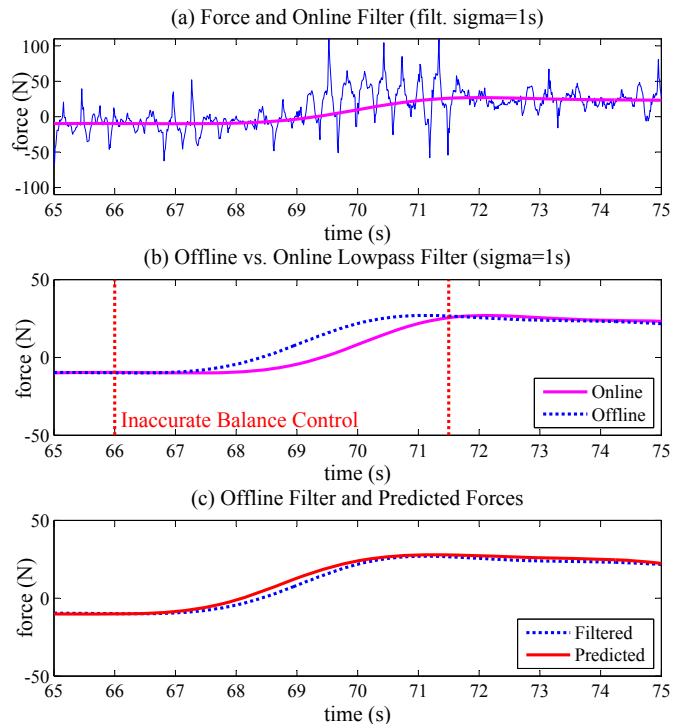 (a) Force and Online Filter (filt. sigma=1s)
force (N)
100
50
0
-50
-100
65 66 67 68 69 70 71 72 73 74 75
time (s)
(b) Offline vs. Online Lowpass Filter (sigma=1s)
force (N)
50
0
-50
Inaccurate Balance Control
Online
Offline
65 66 67 68 69 70 71 72 73 74 75
time (s)
(c) Offline Filter and Predicted Forces
force (N)
50
0
-50
Filtered
Predicted
65 66 67 68 69 70 71 72 73 74 75
time (s)